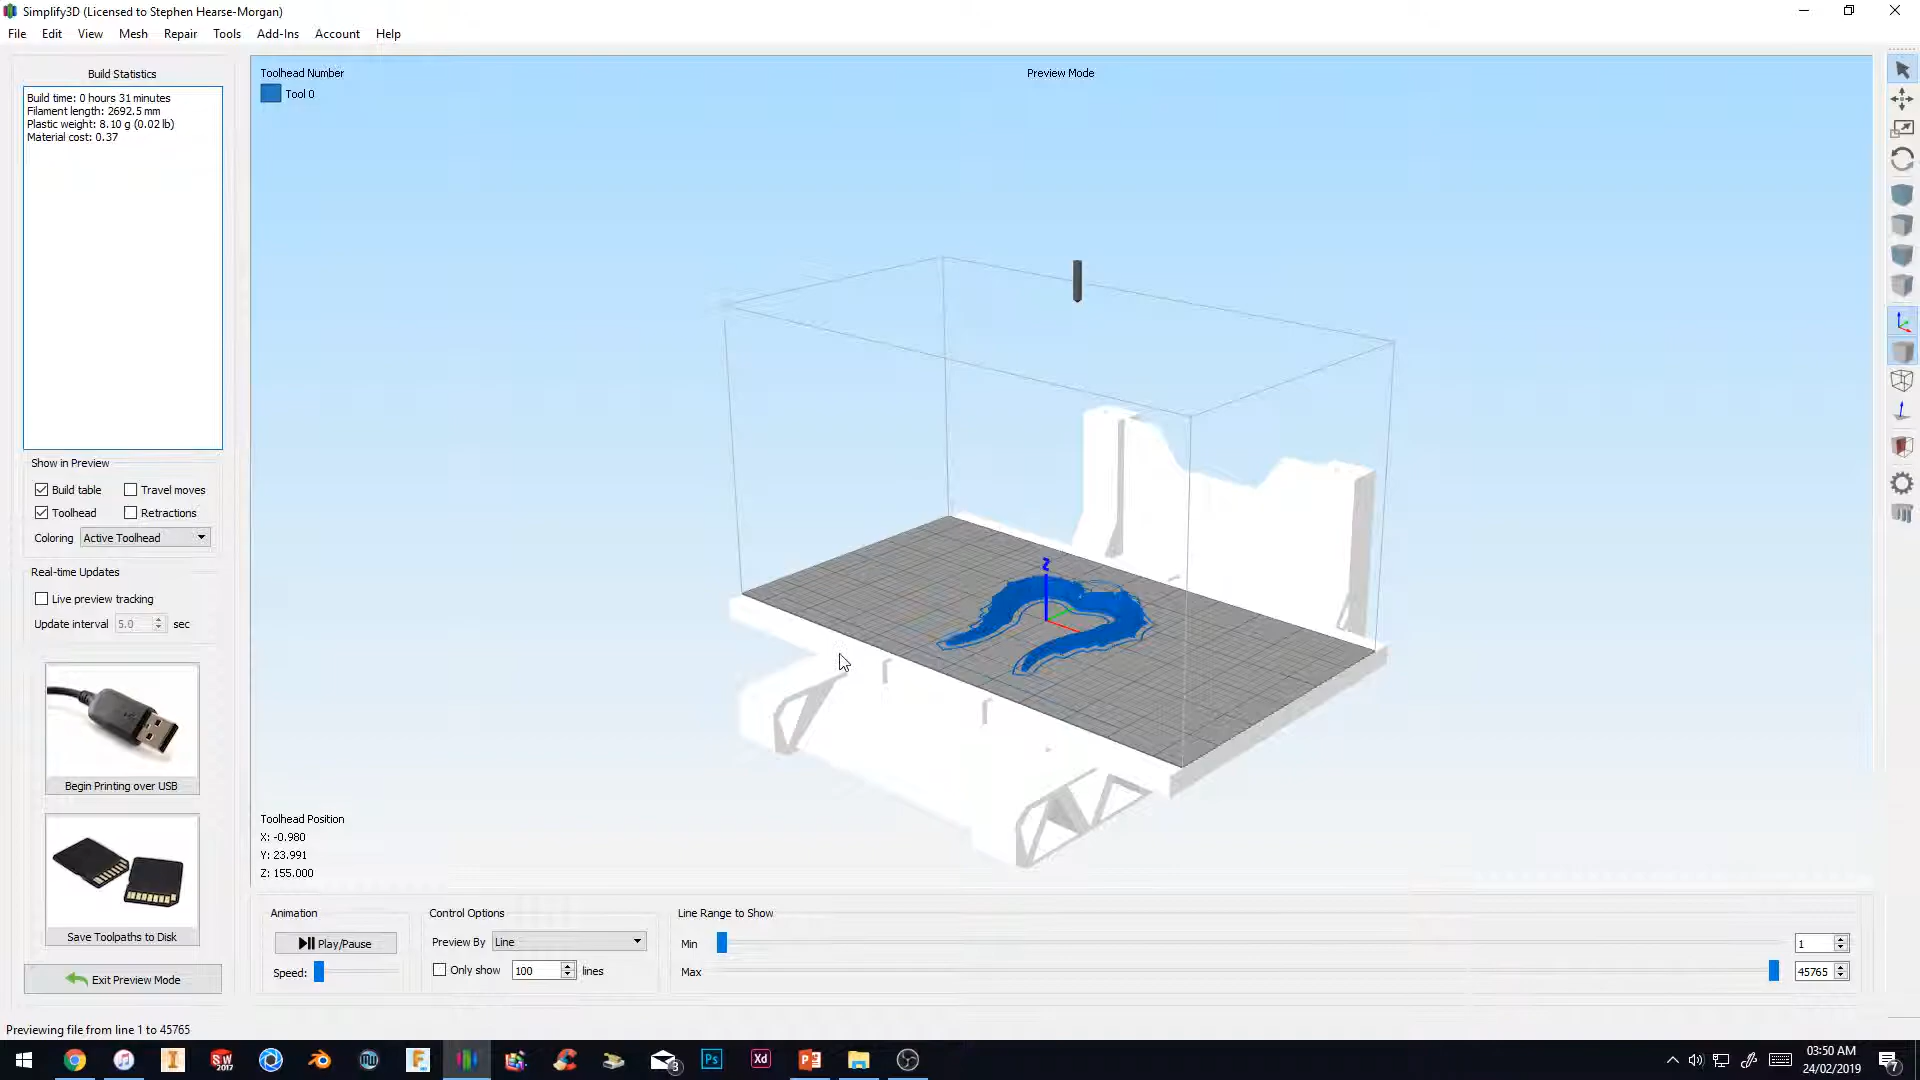 Simplify3D (Licensed to Stephen Hearse-Morgan)
File Edit View Mesh Repair Tools Add-Ins Account Help
Build Statistics
Build time: 0 hours 31 minutes
Filament length: 2692.5 mm
Plastic weight: 8.10 g (0.02 lb)
Material cost: 0.37
Toolhead Number
Tool 0
Preview Mode
Z
Show in Preview
Build table Travel moves
Toolhead Retractions
Coloring Active Toolhead
Real-time Updates
Live preview tracking
Update interval 5.0 sec
Begin Printing over USB
Save Toolpaths to Disk
Exit Preview Mode
Toolhead Position
X: -0.980
Y: 23.991
Z: 155.000
Animation
Play/Pause
Speed:
Control Options
Preview By Line
Only show 100 lines
Line Range to Show
Min 1
Max 45765
Previewing file from line 1 to 45765
SW
2017
3
Ps
Xd
03:50 AM
24/02/2019
7